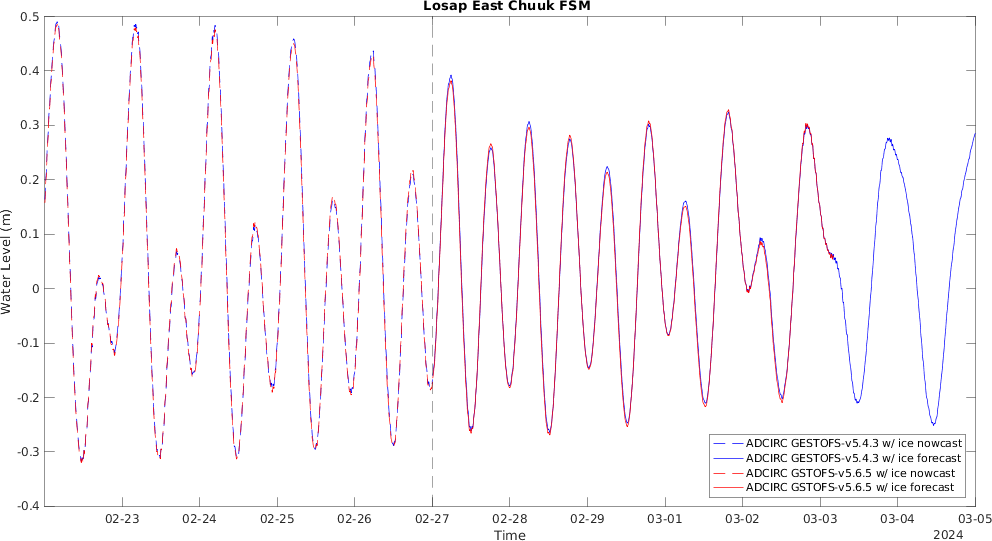 Losap East Chuuk FSM
0.5
0.4
0.3
0.2
0.1
0
-0.1
-0.2
-0.3
-0.4
Water Level (m)
ADCIRC GESTOFS-v5.4.3 w/ ice nowcast
ADCIRC GESTOFS-v5.4.3 w/ ice forecast
ADCIRC GSTOFS-v5.6.5 w/ ice nowcast
ADCIRC GSTOFS-v5.6.5 w/ ice forecast
02-23 02-24 02-25 02-26 02-27 02-28 02-29 03-01 03-02 03-03 03-04 03-05
Time
2024